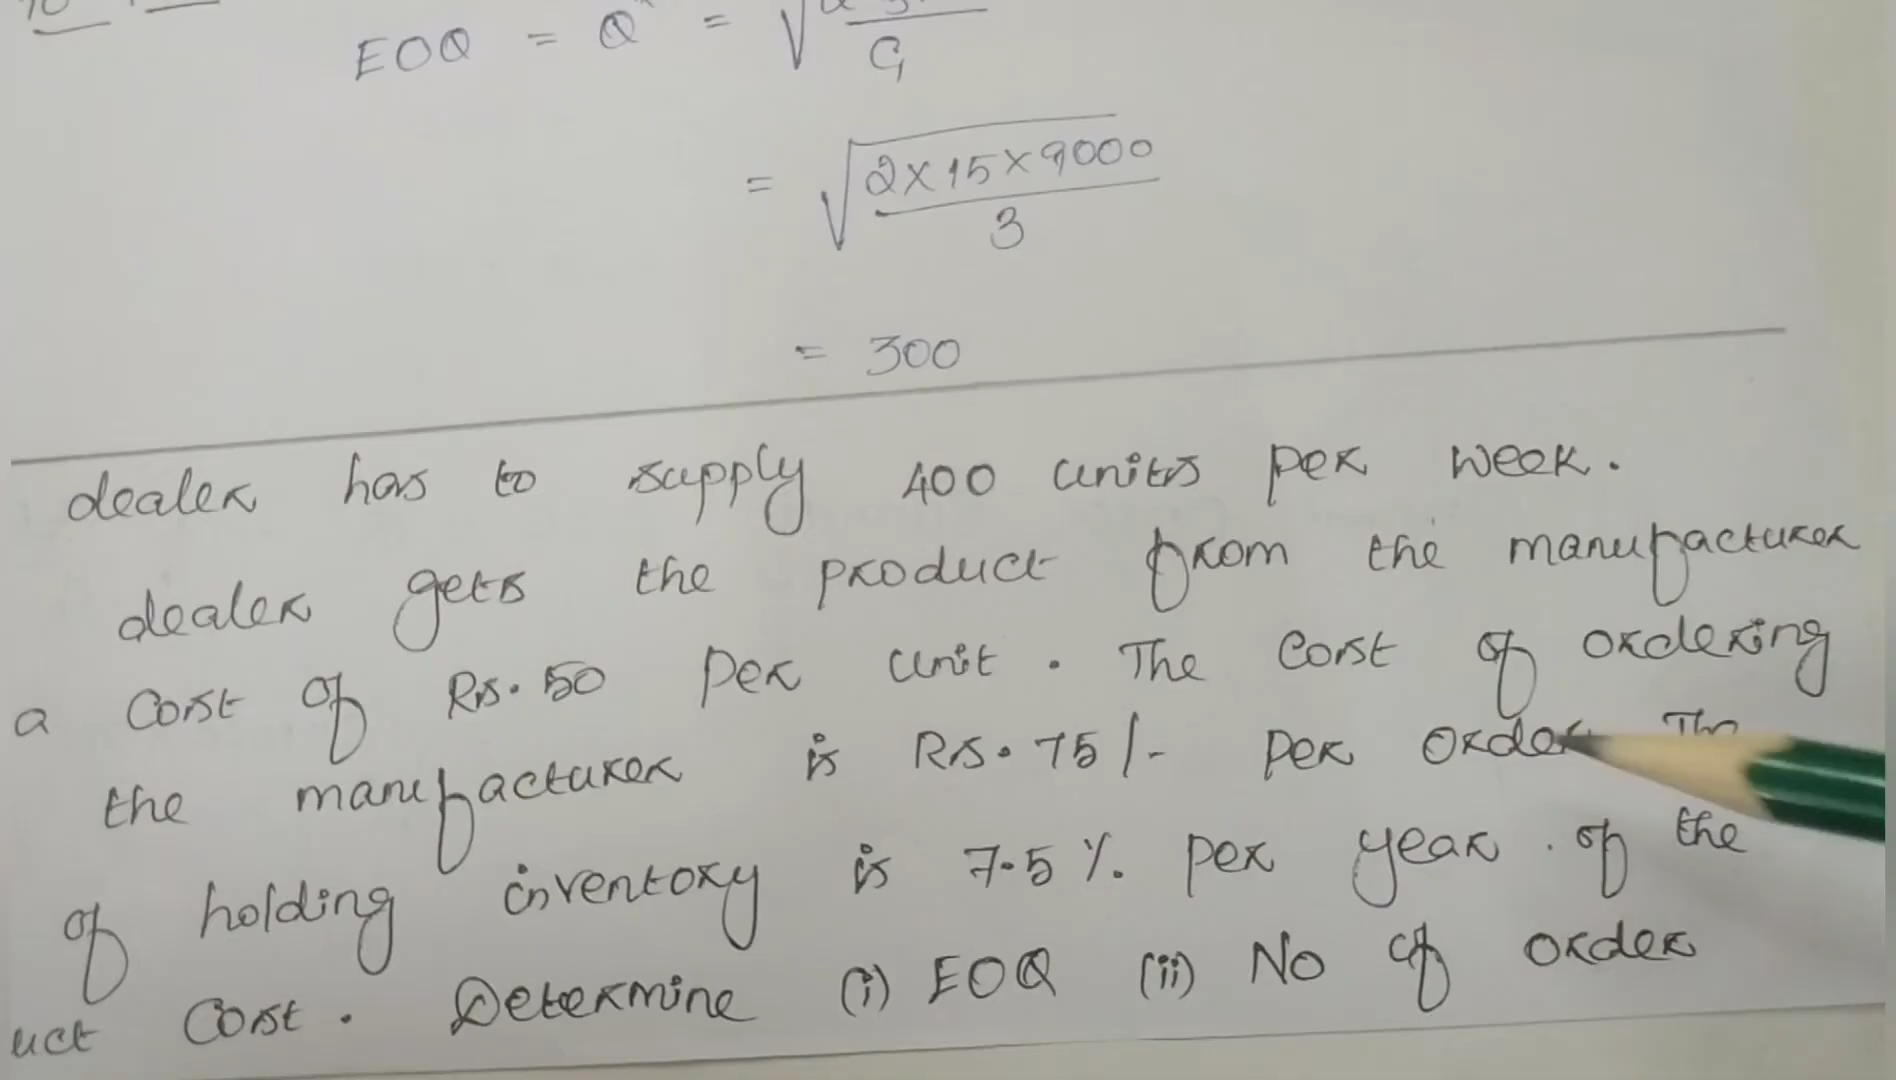 EOQ = Q* = √ C₁
= √ 2×15×9000 / 3
= 300
dealer has to supply 400 units per week.
dealer gets the product from the manufacturer
a cost of Rs. 50 per unit. The cost of ordering
the manufacturer is Rs. 75/- per order
of holding inventory is 7.5 %. per year. of the
uct cost. Determine (i) EOQ (ii) No of order